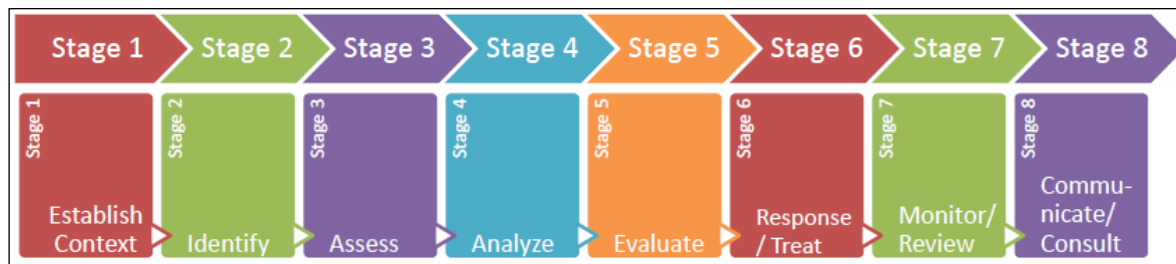 Stage 1
Stage 2
Stage 3
Stage 4
Stage 5
Stage 6
Stage 7
Stage 8
Stage 1
Establish
Context
Stage 2
Identify
Stage 3
Assess
Stage 4
Analyze
Stage 5
Evaluate
Stage 6
Response
/ Treat
Stage 7
Monitor/
Review
Stage 8
Commu-
nicate/
Consult